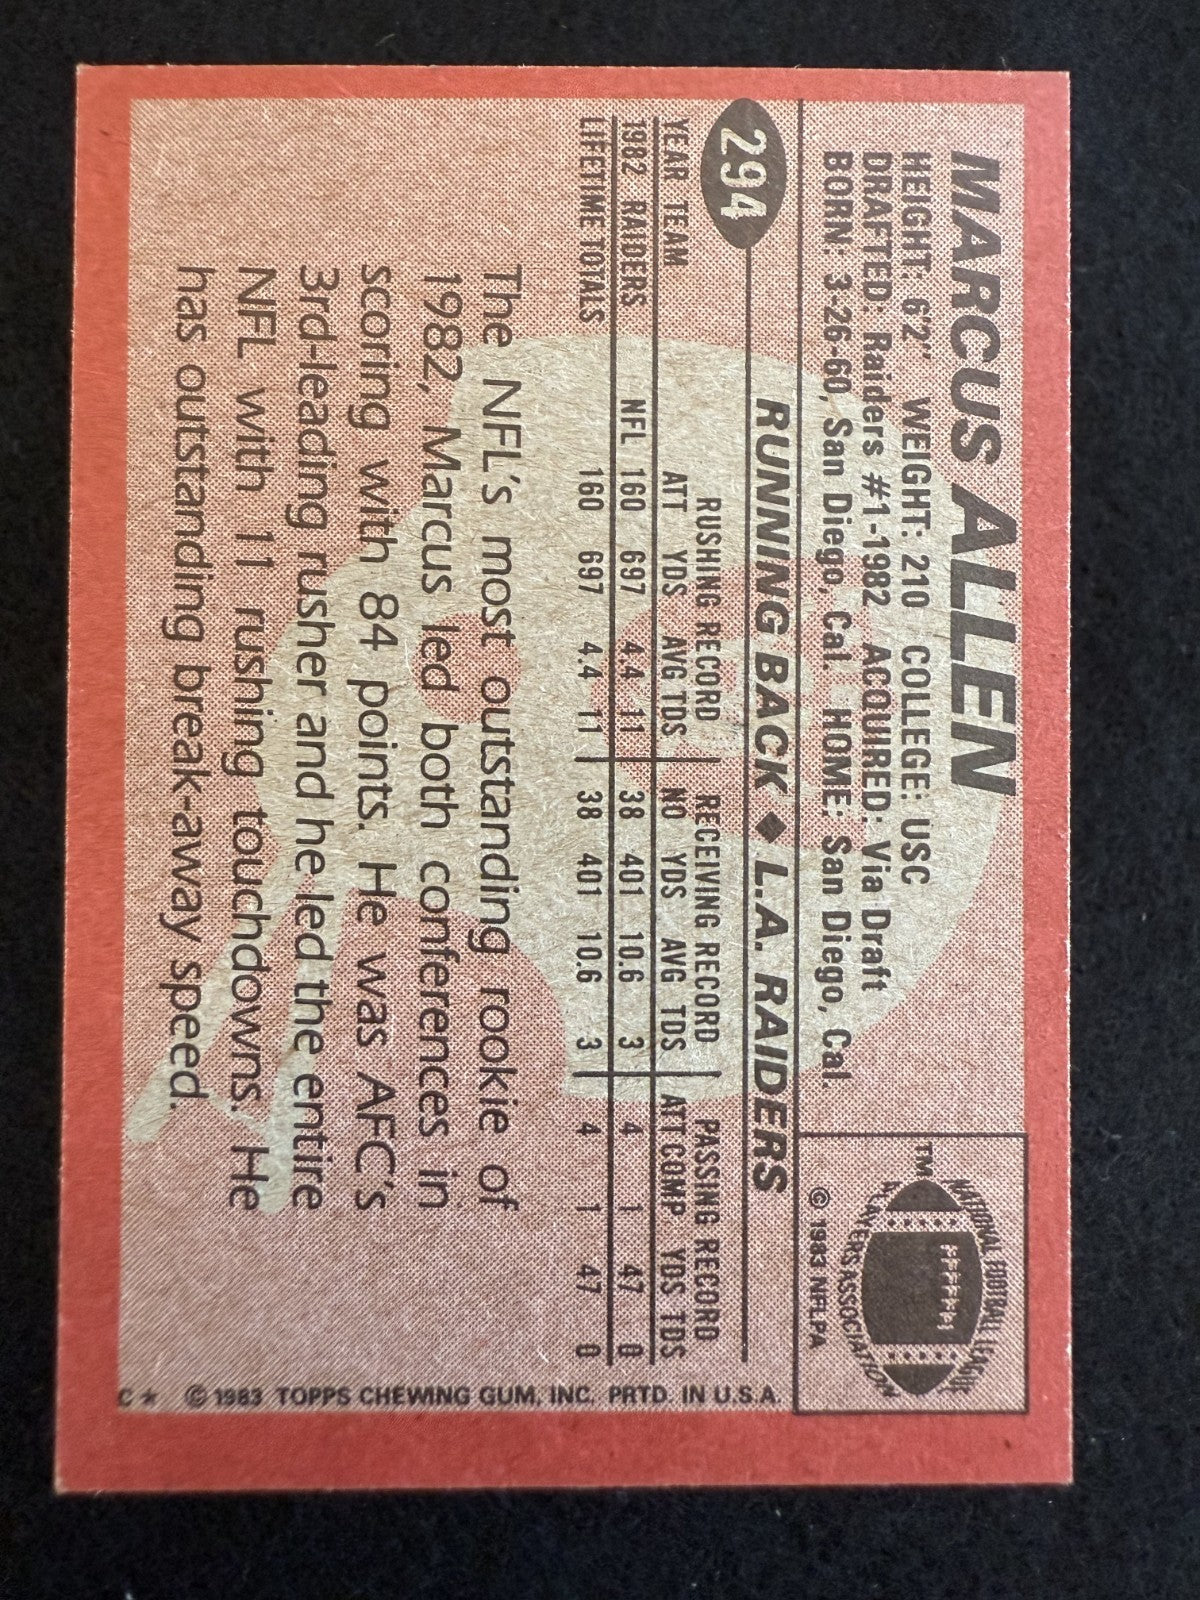 MARCUS ALLEN
HEIGHT: 6'2" WEIGHT: 210 COLLEGE: USC
DRAFTED: Raiders #1-1982 ACQUIRED: Via Draft
BORN: 3-26-60, San Diego, Cal. HOME: San Diego, Cal.
TM
NATIONAL FOOTBALL LEAGUE
PLAYERS ASSOCIATION
© 1983 NFLPA
294
RUNNING BACK ◆ L.A. RAIDERS
RUSHING RECORD RECEIVING RECORD PASSING RECORD
YEAR TEAM ATT YDS AVG TDS NO YDS AVG TDS ATT COMP YDS TDS
1982 RAIDERS NFL 160 697 4.4 11 38 401 10.6 3 4 1 47 0
LIFETIME TOTALS 160 697 4.4 11 38 401 10.6 3 4 1 47 0
The NFL's most outstanding rookie of
1982, Marcus led both conferences in
scoring with 84 points. He was AFC's
3rd-leading rusher and he led the entire
NFL with 11 rushing touchdowns. He
has outstanding break-away speed.
C ★ © 1983 TOPPS CHEWING GUM, INC. PRTD. IN U.S.A.